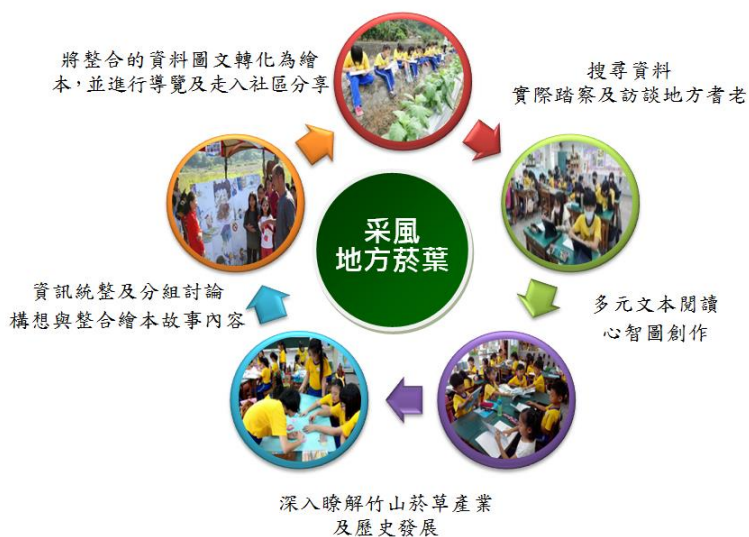 將整合的資料圖文轉化為繪
本,並進行導覽及走入社區分享
搜尋資料
實際踏察及訪談地方耆老
采風
地方菸葉
資訊統整及分組討論
構想與整合繪本故事內容
多元文本閱讀
心智圖創作
深入瞭解竹山菸草產業
及歷史發展